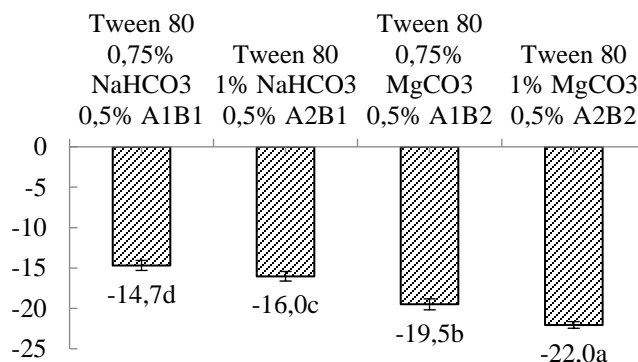 Tween 80
0,75%
NaHCO3
0,5% A1B1
Tween 80
1% NaHCO3
0,5% A2B1
Tween 80
0,75%
MgCO3
0,5% A1B2
Tween 80
1% MgCO3
0,5% A2B2
0
-5
-10
-15
-20
-25
-14,7d
-16,0c
-19,5b
-22,0a